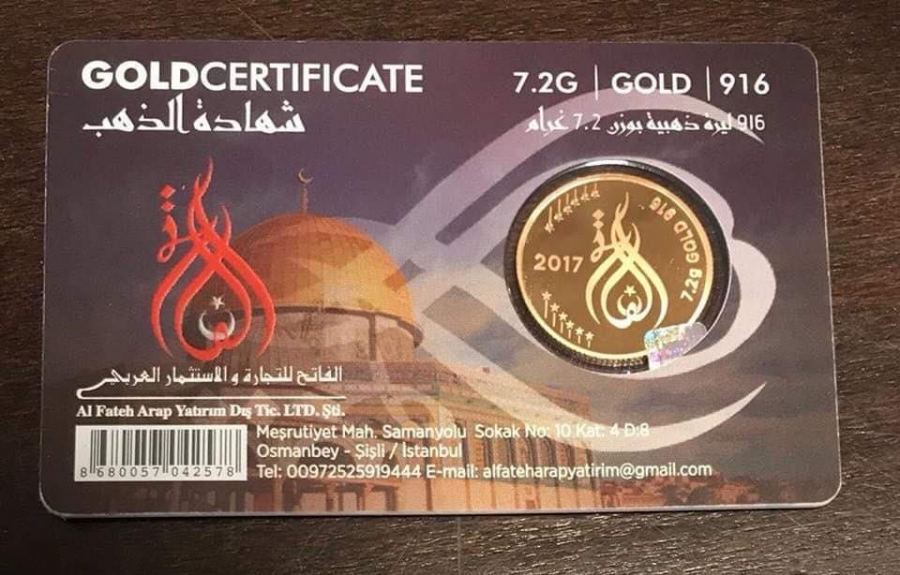 GOLDCERTIFICATE
شهادة الذهب
7.2G | GOLD | 916
916 ليرة ذهبية بوزن 7.2 غرام
2017
916 GOLD 7.2g
الفاتح للتجارة والاستثمار العربي
Al Fateh Arap Yatırım Dış Tic. LTD. Şti.
8 680057 042578
Meşrutiyet Mah. Samanyolu Sokak No: 10 Kat: 4 D:8
Osmanbey - Şişli / İstanbul
Tel: 00972525919444 E-mail: alfateharapyatirim@gmail.com